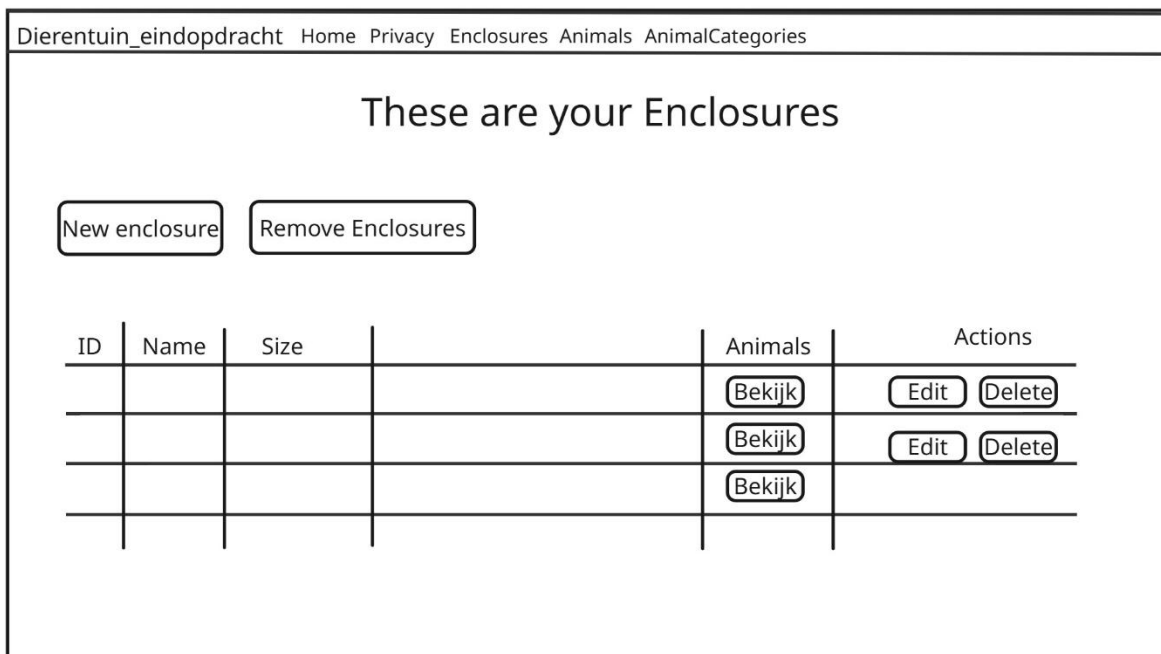 Dierentuin_eindopdracht Home Privacy Enclosures Animals AnimalCategories
These are your Enclosures
New enclosure Remove Enclosures
ID Name Size Animals Actions
Bekijk Edit Delete
Bekijk Edit Delete
Bekijk